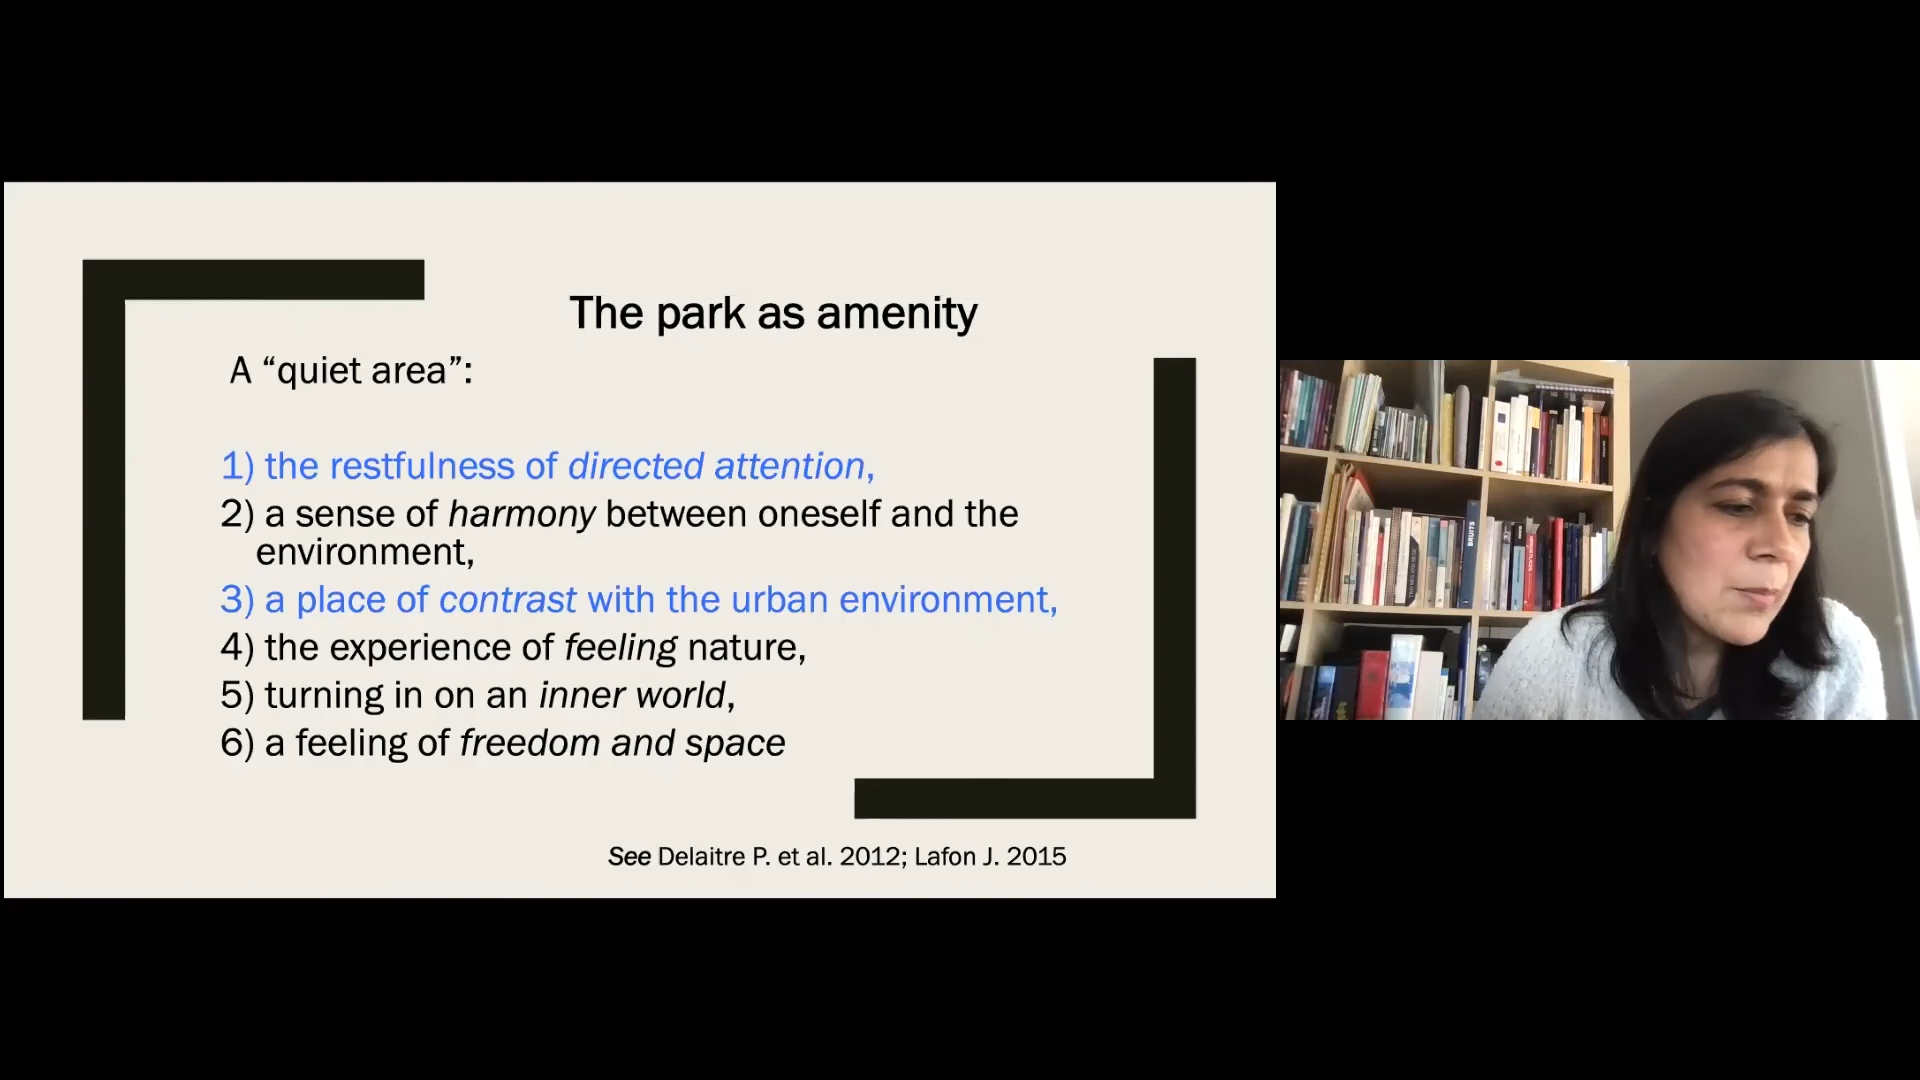 The park as amenity
A “quiet area”:
1) the restfulness of directed attention,
2) a sense of harmony between oneself and the
environment,
3) a place of contrast with the urban environment,
4) the experience of feeling nature,
5) turning in on an inner world,
6) a feeling of freedom and space
See Delaitre P. et al. 2012; Lafon J. 2015
BRUITS